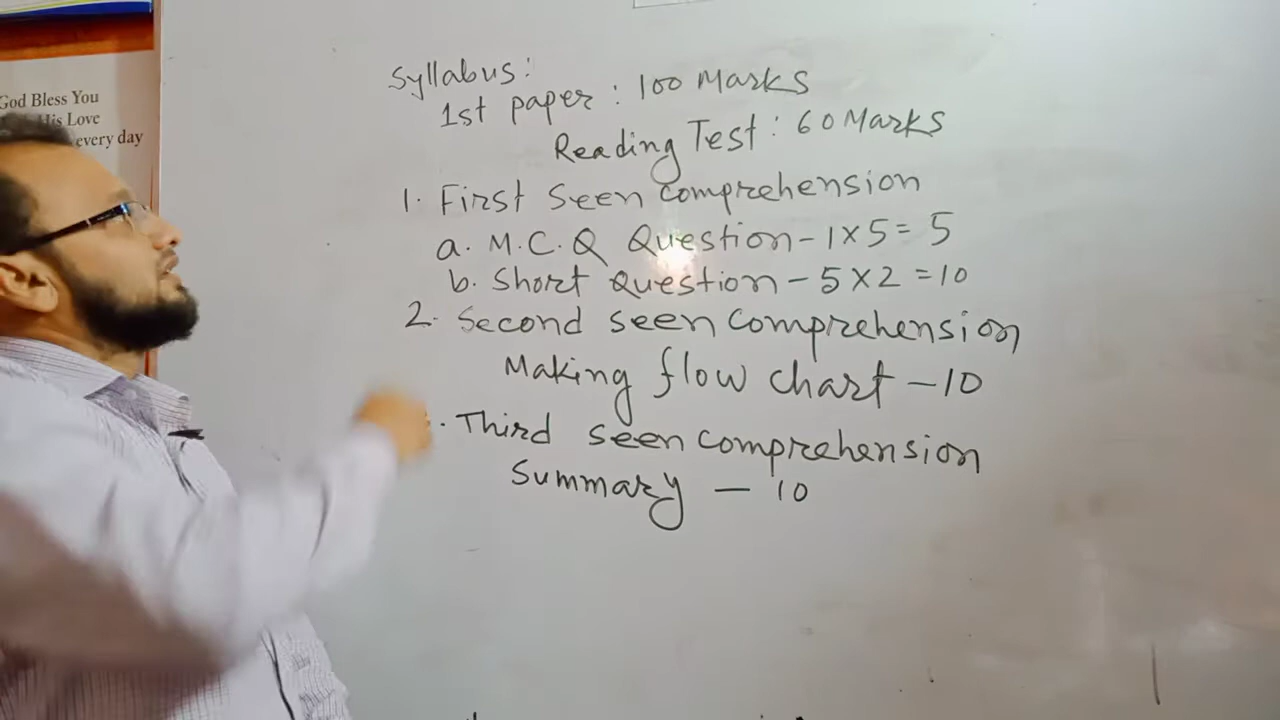 God Bless You
His Love
every day
Syllabus:
1st paper: 100 Marks
Reading Test: 60 Marks
1. First Seen comprehension
a. M.C.Q Question - 1 x 5 = 5
b. Short Question - 5 x 2 = 10
2. Second seen comprehension
Making flow chart - 10
. Third seen comprehension
Summary - 10